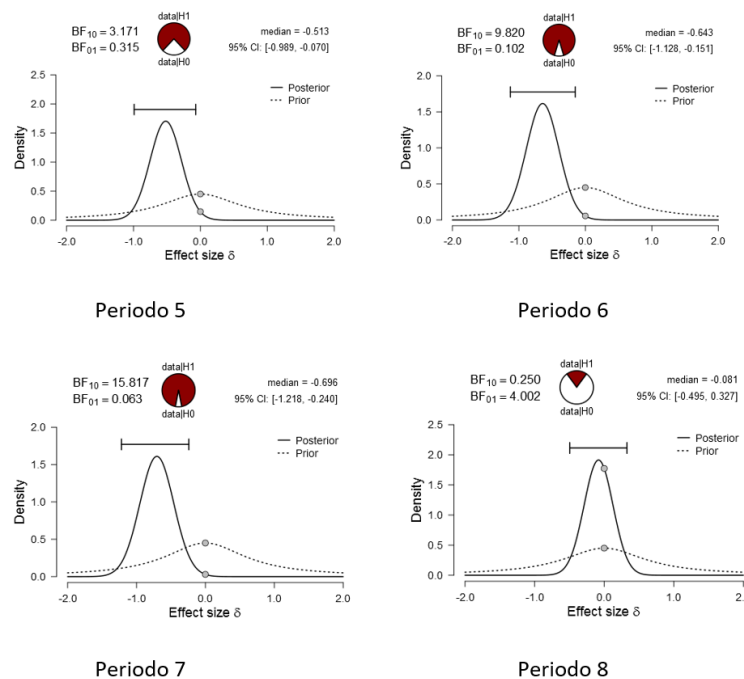 data|H1
BF10 = 3.171
BF01 = 0.315
data|H0
median = -0.513
95% CI: [-0.989, -0.070]
2.5
2.0
1.5
1.0
0.5
0.0
Density
Posterior
Prior
-2.0 -1.0 0.0 1.0 2.0
Effect size δ
Periodo 5
data|H1
BF10 = 9.820
BF01 = 0.102
data|H0
median = -0.643
95% CI: [-1.128, -0.151]
2.0
1.5
1.0
0.5
0.0
Density
Posterior
Prior
-2.0 -1.0 0.0 1.0 2.0
Effect size δ
Periodo 6
data|H1
BF10 = 15.817
BF01 = 0.063
data|H0
median = -0.696
95% CI: [-1.218, -0.240]
2.0
1.5
1.0
0.5
0.0
Density
Posterior
Prior
-2.0 -1.0 0.0 1.0 2.0
Effect size δ
Periodo 7
data|H1
BF10 = 0.250
BF01 = 4.002
data|H0
median = -0.081
95% CI: [-0.495, 0.327]
2.5
2.0
1.5
1.0
0.5
0.0
Density
Posterior
Prior
-2.0 -1.0 0.0 1.0 2.0
Effect size δ
Periodo 8